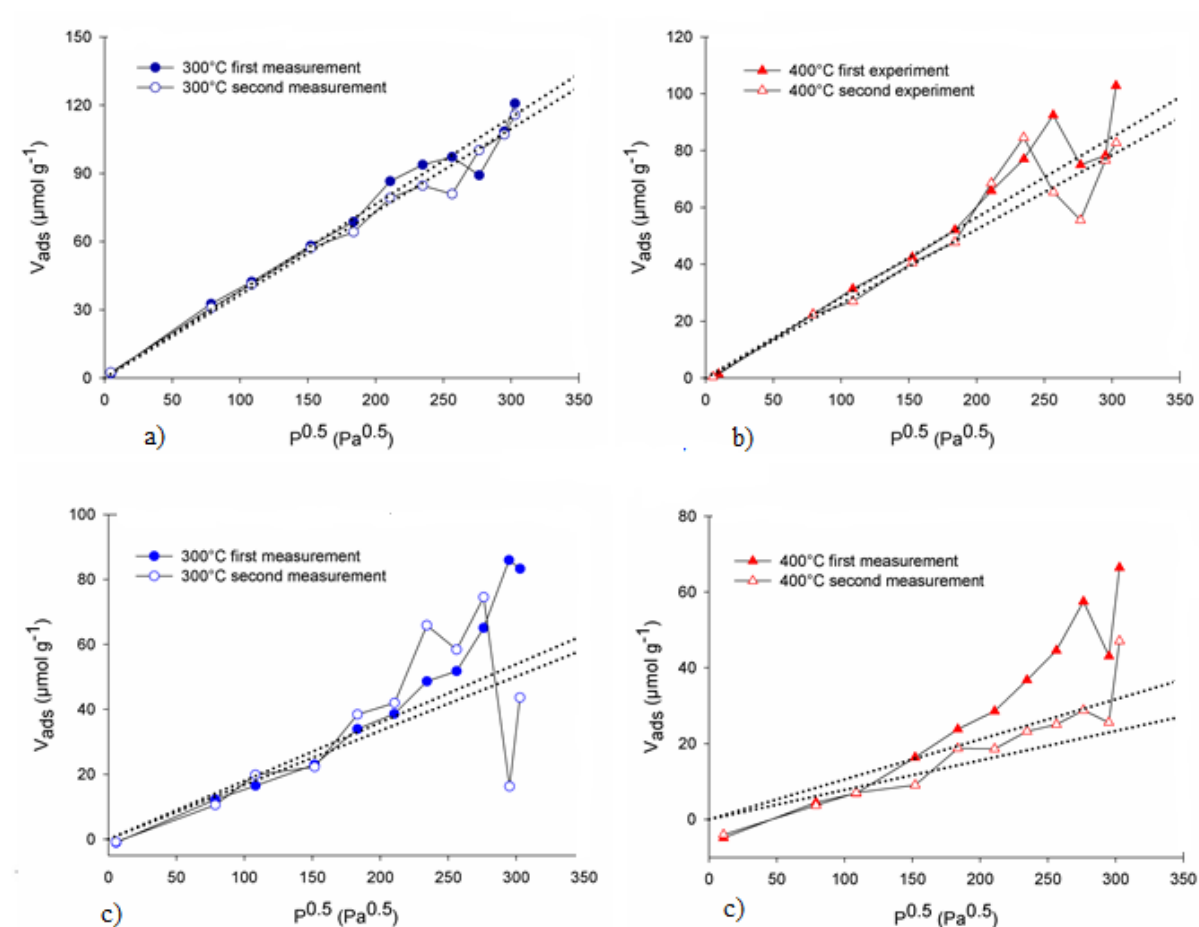 150
120
90
60
30
0
0
50
100
150
200
250
300
350
Vads (µmol g-1)
P0.5 (Pa0.5)
300°C first measurement
300°C second measurement
a)
120
100
80
60
40
20
0
0
50
100
150
200
250
300
350
Vads (µmol g-1)
P0.5 (Pa0.5)
400°C first experiment
400°C second experiment
b)
100
80
60
40
20
0
0
50
100
150
200
250
300
350
Vads (µmol g-1)
P0.5 (Pa0.5)
300°C first measurement
300°C second measurement
c)
80
60
40
20
0
0
50
100
150
200
250
300
350
Vads (µmol g-1)
P0.5 (Pa0.5)
400°C first measurement
400°C second measurement
c)